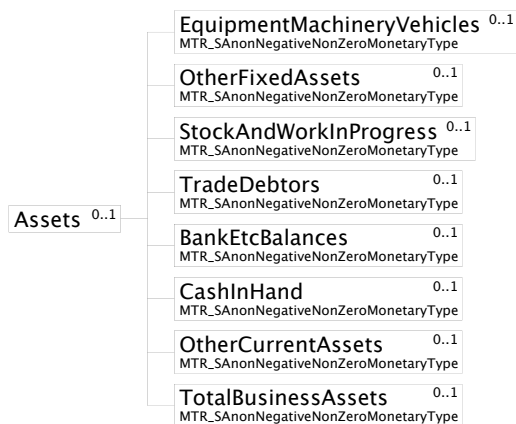 EquipmentMachineryVehicles 0..1
MTR_SAnonNegativeNonZeroMonetaryType
OtherFixedAssets 0..1
MTR_SAnonNegativeNonZeroMonetaryType
StockAndWorkInProgress 0..1
MTR_SAnonNegativeNonZeroMonetaryType
TradeDebtors 0..1
MTR_SAnonNegativeNonZeroMonetaryType
Assets 0..1
BankEtcBalances 0..1
MTR_SAnonNegativeNonZeroMonetaryType
CashInHand 0..1
MTR_SAnonNegativeNonZeroMonetaryType
OtherCurrentAssets 0..1
MTR_SAnonNegativeNonZeroMonetaryType
TotalBusinessAssets 0..1
MTR_SAnonNegativeNonZeroMonetaryType